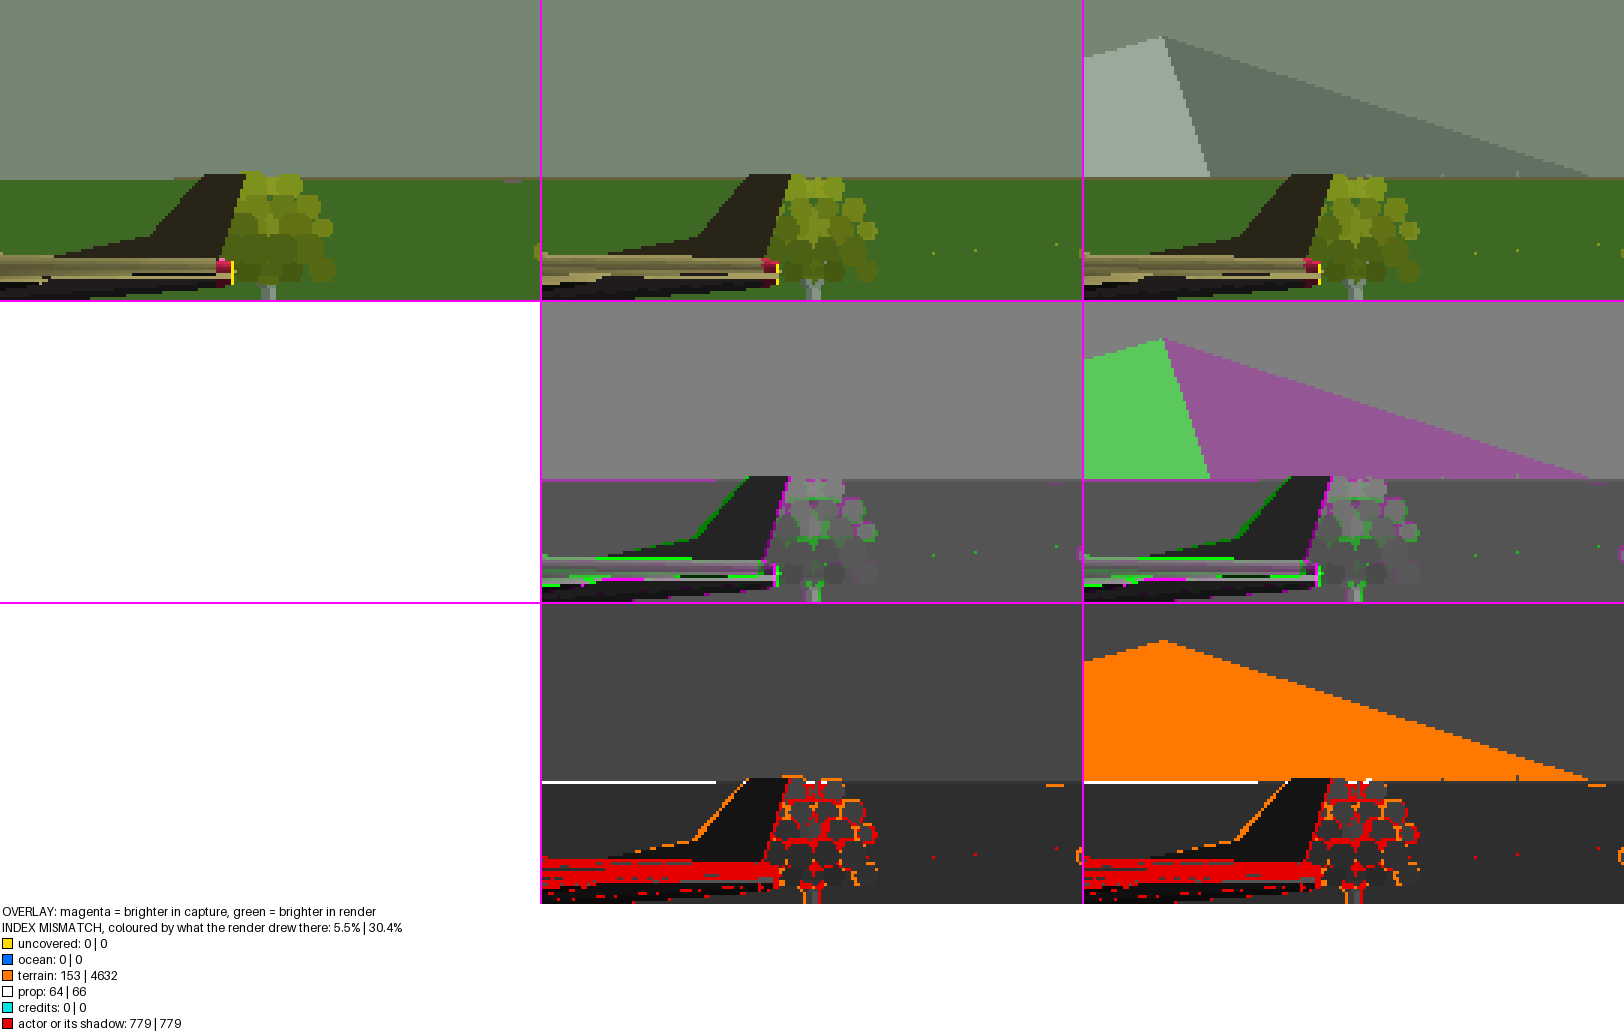 OVERLAY: magenta = brighter in capture, green = brighter in render
INDEX MISMATCH, coloured by what the render drew there: 5.5% | 30.4%
uncovered: 0 | 0
ocean: 0 | 0
terrain: 153 | 4632
prop: 64 | 66
credits: 0 | 0
actor or its shadow: 779 | 779